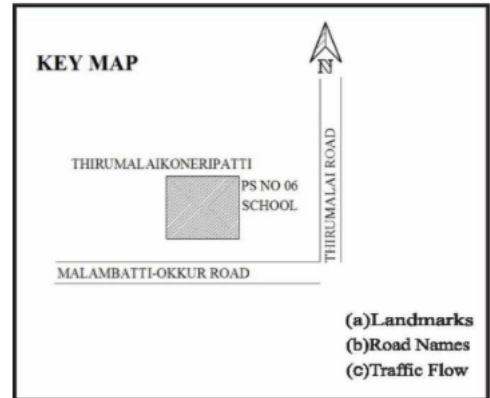 N
KEY MAP
THIRUMALAIKONERIPATTI
PS NO 06
SCHOOL
THIRUMALAI ROAD
MALAMBATTI-OKKUR ROAD
(a)Landmarks
(b)Road Names
(c)Traffic Flow